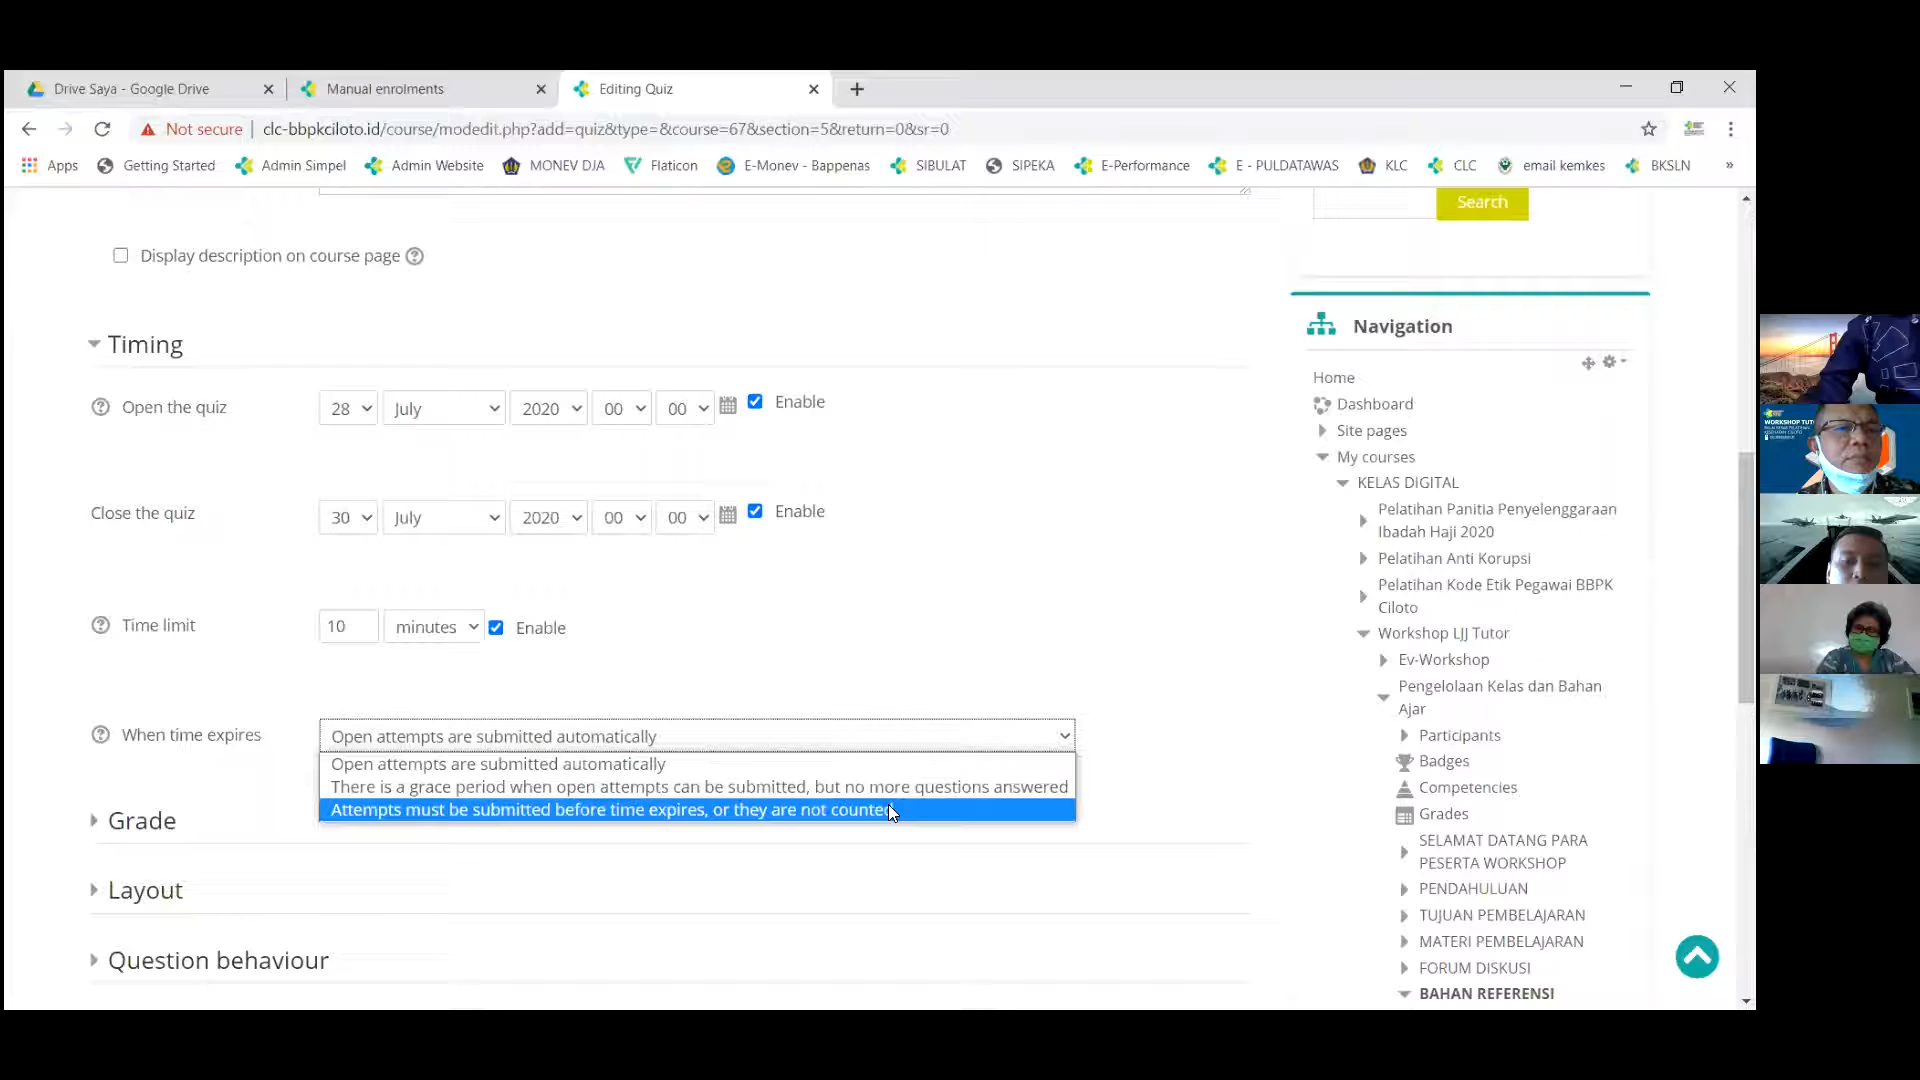 Drive Saya - Google Drive
Manual enrolments
Editing Quiz
Not secure
clc-bbpkciloto.id/course/modedit.php?add=quiz&type=&course=67&section=5&return=0&sr=0
Apps
Getting Started
Admin Simpel
Admin Website
MONEV DJA
Flaticon
E-Monev - Bappenas
SIBULAT
SIPEKA
E-Performance
E - PULDATAWAS
KLC
CLC
email kemkes
BKSLN
»
Search
Display description on course page
Timing
Open the quiz
28 July 2020 00 00 Enable
Close the quiz
30 July 2020 00 00 Enable
Time limit
10 minutes Enable
When time expires
Open attempts are submitted automatically
Open attempts are submitted automatically
There is a grace period when open attempts can be submitted, but no more questions answered
Attempts must be submitted before time expires, or they are not counted
Grade
Layout
Question behaviour
Navigation
Home
Dashboard
Site pages
My courses
KELAS DIGITAL
Pelatihan Panitia Penyelenggaraan
Ibadah Haji 2020
Pelatihan Anti Korupsi
Pelatihan Kode Etik Pegawai BBPK
Ciloto
Workshop LJJ Tutor
Ev-Workshop
Pengelolaan Kelas dan Bahan
Ajar
Participants
Badges
Competencies
Grades
SELAMAT DATANG PARA
PESERTA WORKSHOP
PENDAHULUAN
TUJUAN PEMBELAJARAN
MATERI PEMBELAJARAN
FORUM DISKUSI
BAHAN REFERENSI
WORKSHOP TUT